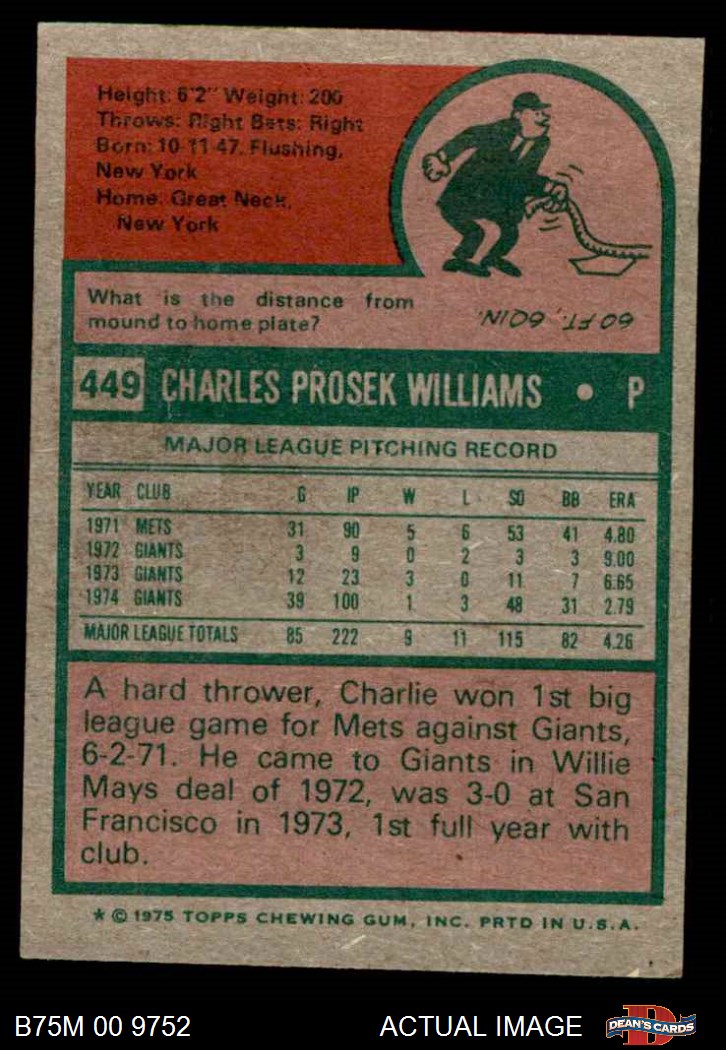 Height: 6'2" Weight: 200
Throws: Right Bats: Right
Born: 10-11-47, Flushing,
New York
Home: Great Neck,
New York
What is the distance from
mound to home plate?
60 FT., 60IN.
449 CHARLES PROSEK WILLIAMS • P
MAJOR LEAGUE PITCHING RECORD
YEAR CLUB G IP W L SO BB ERA
1971 METS 31 90 5 6 53 41 4.80
1972 GIANTS 3 9 0 2 3 3 9.00
1973 GIANTS 12 23 3 0 11 7 6.65
1974 GIANTS 39 100 1 3 48 31 2.79
MAJOR LEAGUE TOTALS 85 222 9 11 115 82 4.26
A hard thrower, Charlie won 1st big
league game for Mets against Giants,
6-2-71. He came to Giants in Willie
Mays deal of 1972, was 3-0 at San
Francisco in 1973, 1st full year with
club.
* © 1975 TOPPS CHEWING GUM, INC. PRTD IN U.S.A.
B75M 00 9752 ACTUAL IMAGE
D
DEAN'S CARDS